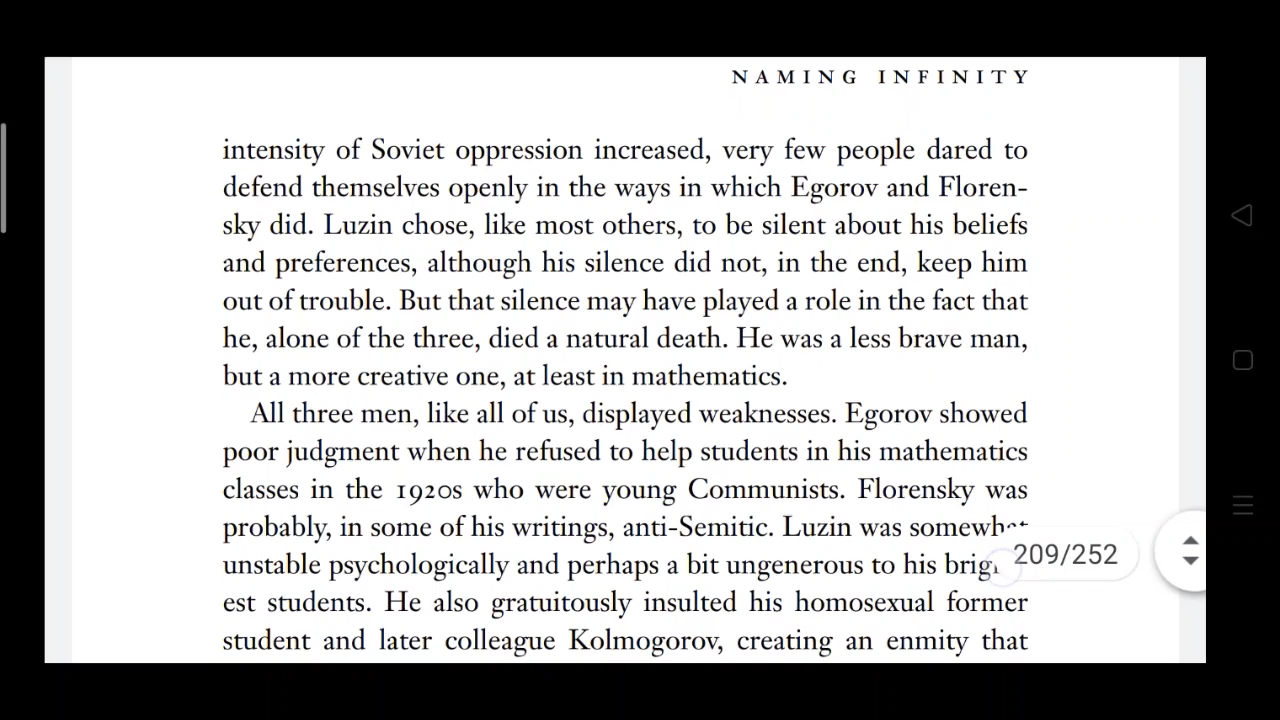 NAMING INFINITY
intensity of Soviet oppression increased, very few people dared to
defend themselves openly in the ways in which Egorov and Floren-
sky did. Luzin chose, like most others, to be silent about his beliefs
and preferences, although his silence did not, in the end, keep him
out of trouble. But that silence may have played a role in the fact that
he, alone of the three, died a natural death. He was a less brave man,
but a more creative one, at least in mathematics.
All three men, like all of us, displayed weaknesses. Egorov showed
poor judgment when he refused to help students in his mathematics
classes in the 1920s who were young Communists. Florensky was
probably, in some of his writings, anti-Semitic. Luzin was somewhat
209/252
unstable psychologically and perhaps a bit ungenerous to his
est students. He also gratuitously insulted his homosexual former
student and later colleague Kolmogorov, creating an enmity that